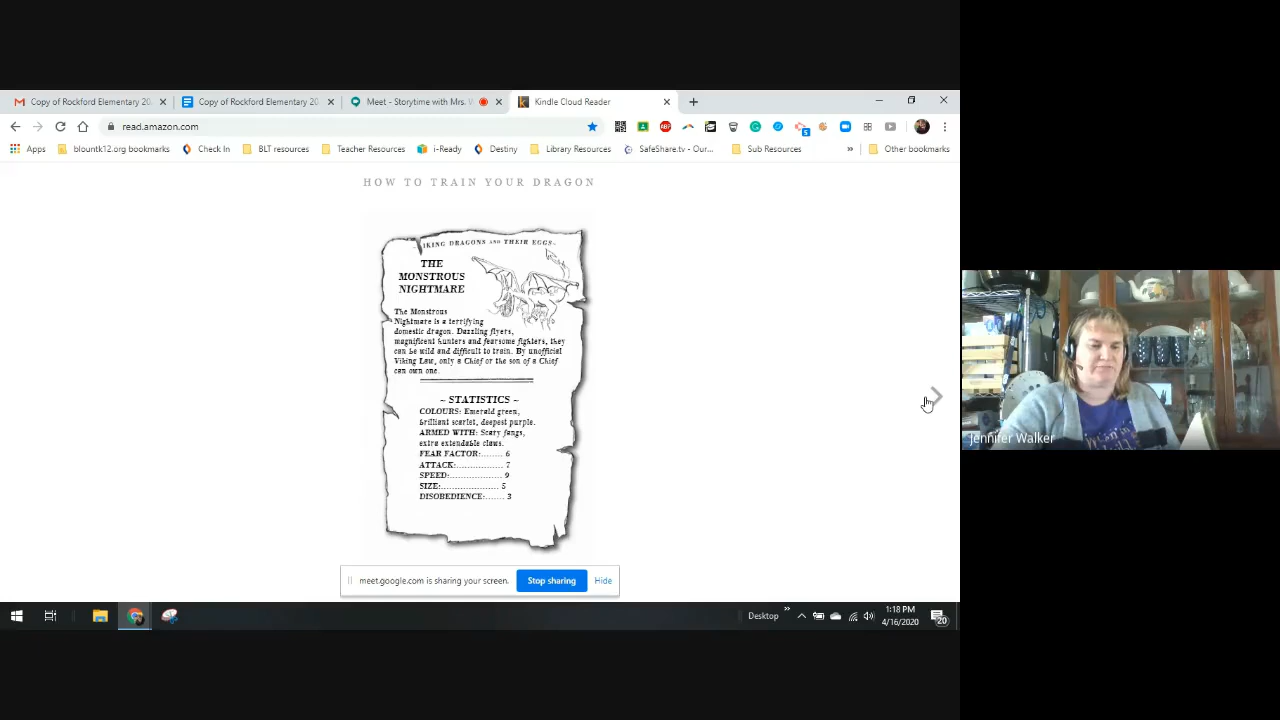 Copy of Rockford Elementary 20
Copy of Rockford Elementary 20
Meet - Storytime with Mrs. W
Kindle Cloud Reader
read.amazon.com
Apps
blountk12.org bookmarks
Check In
BLT resources
Teacher Resources
i-Ready
Destiny
Library Resources
SafeShare.tv - Our...
Sub Resources
»
Other bookmarks
HOW TO TRAIN YOUR DRAGON
IKING DRAGONS AND THEIR EGGS
THE
MONSTROUS
NIGHTMARE
The Monstrous
Nightmare is a terrifying
domestic dragon. Dazzling flyers,
magnificent hunters and fearsome fighters, they
can be wild and difficult to train. By unofficial
Viking Law, only a Chief or the son of a Chief
can own one.
~ STATISTICS ~
COLOURS: Emerald green,
brilliant scarlet, deepest purple.
ARMED WITH: Scary fangs,
extra extendable claws.
FEAR FACTOR:........ 6
ATTACK:................. 7
SPEED:.................. 9
SIZE:..................... 5
DISOBEDIENCE:....... 3
meet.google.com is sharing your screen.
Stop sharing
Hide
Jennifer Walker
Desktop
»
1:18 PM
4/16/2020
20